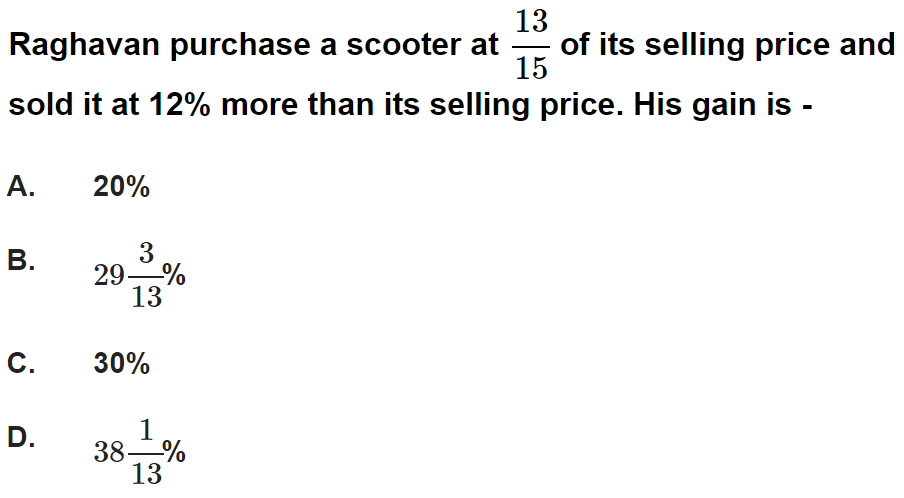 Raghavan purchase a scooter at 13/15 of its selling price and
sold it at 12% more than its selling price. His gain is -
A. 20%
B. 29 3/13%
C. 30%
D. 38 1/13%